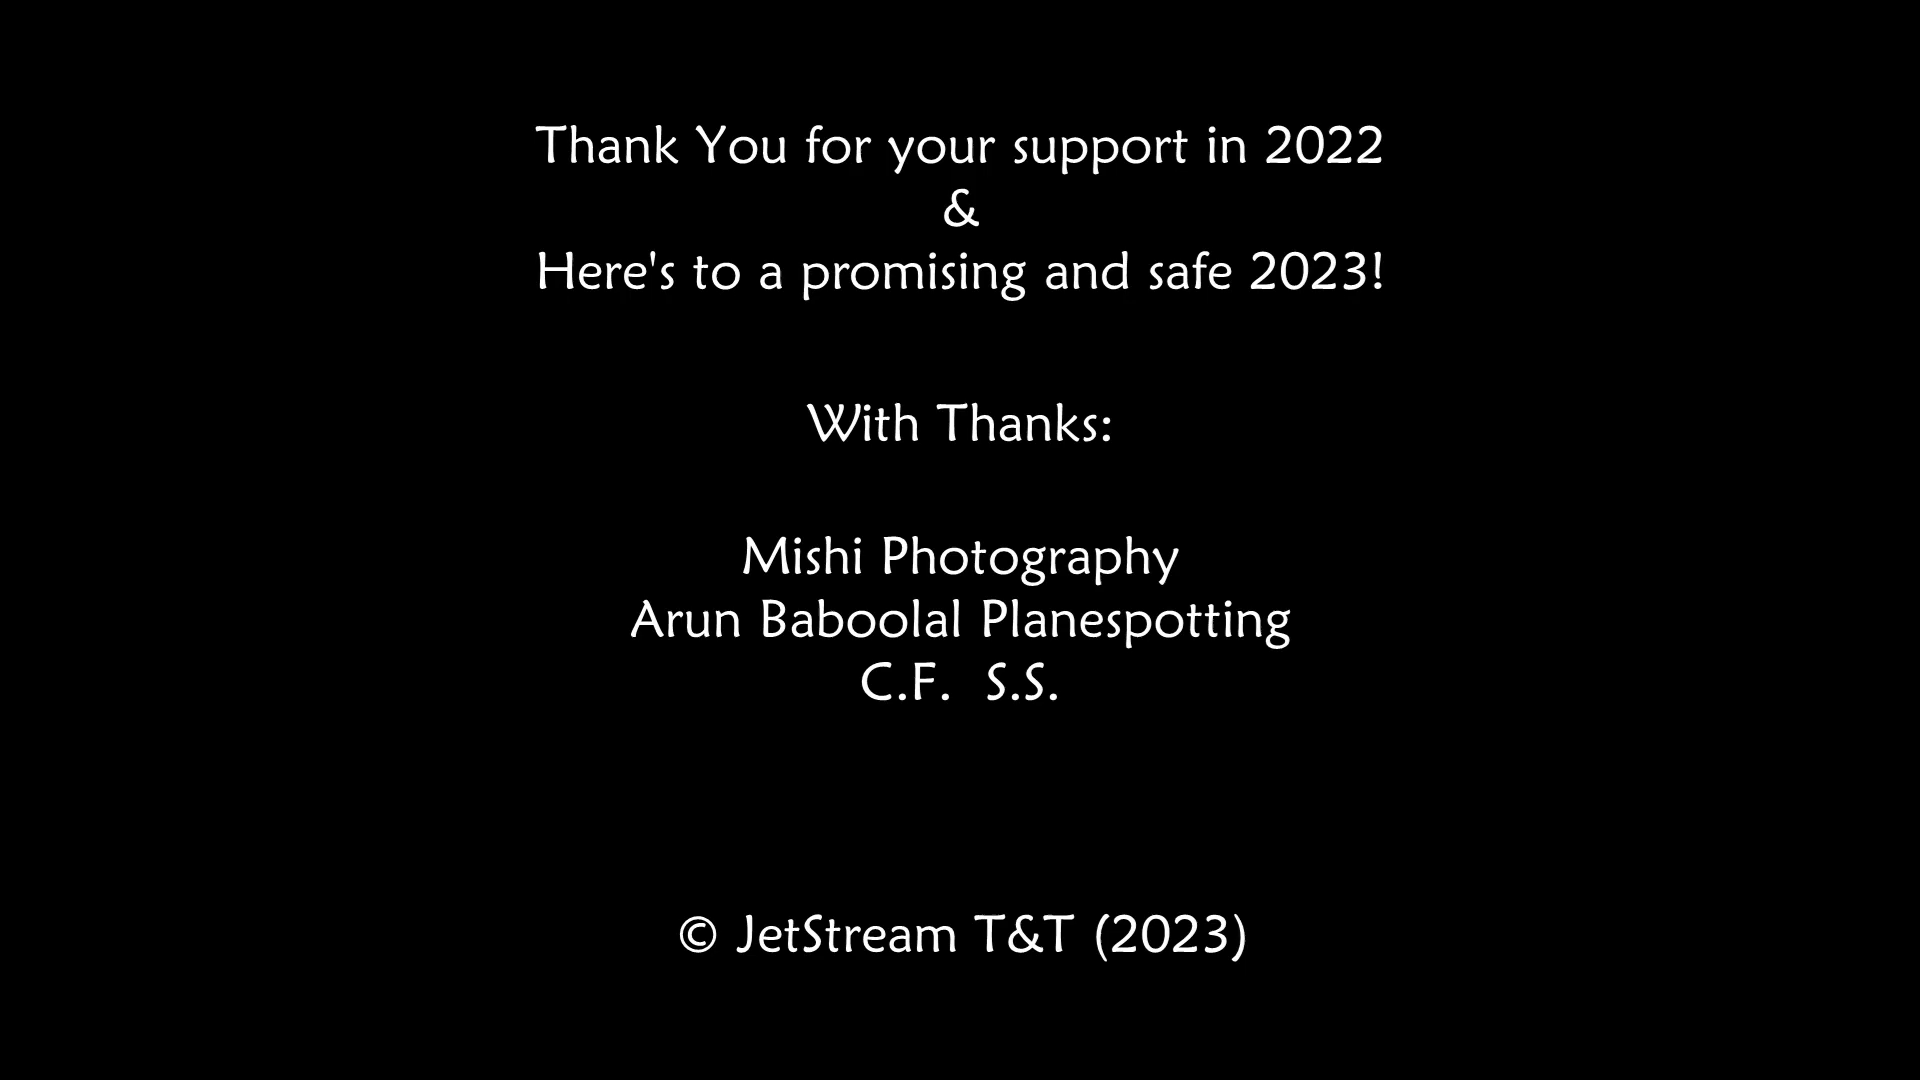 Thank You for your support in 2022
&
Here's to a promising and safe 2023!
With Thanks:
Mishi Photography
Arun Baboolal Planespotting
C.F.  S.S.
© JetStream T&T (2023)